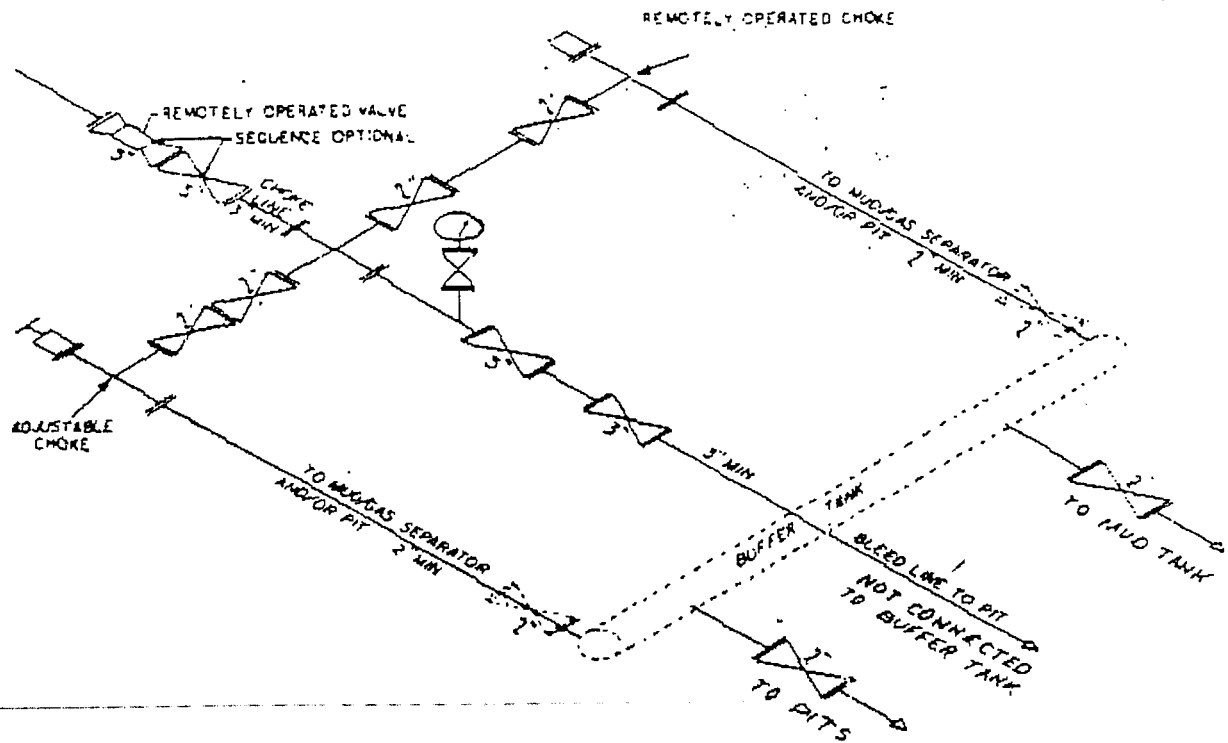 REMOTELY OPERATED CHOKE
REMOTELY OPERATED VALVE
SEQUENCE OPTIONAL
3"
3"
CHOKE
LINE
3" MIN
2"
2"
2"
2"
ADJUSTABLE
CHOKE
3"
3"
3" MIN
TO MUD/GAS SEPARATOR
AND/OR PIT
2" MIN
2"
TO MUD/GAS SEPARATOR
AND/OR PIT
2" MIN
2"
BUFFER TANK
BLEED LINE TO PIT
NOT CONNECTED
TO BUFFER TANK
TO MUD TANK
TO PITS